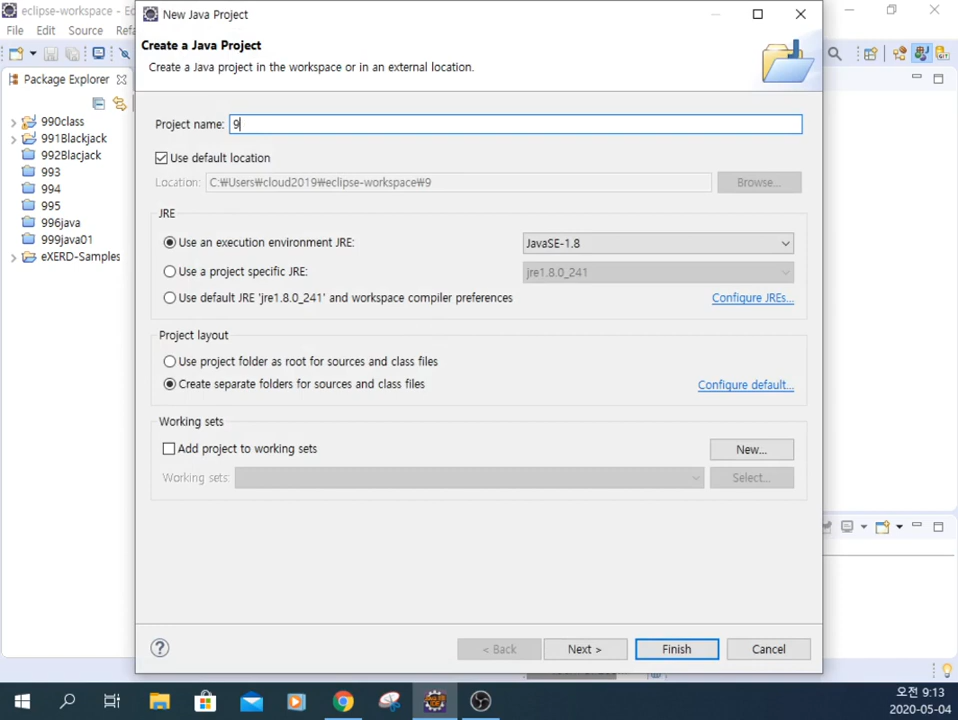 eclipse-workspace - Ec
New Java Project
File Edit Source Refa
Create a Java Project
Create a Java project in the workspace or in an external location.
Package Explorer
990class
991Blackjack
992Blacjack
993
994
995
996java
999java01
eXERD-Samples
Project name: 9
Use default location
Location: C:₩Users₩cloud2019₩eclipse-workspace₩9 Browse...
JRE
Use an execution environment JRE: JavaSE-1.8
Use a project specific JRE: jre1.8.0_241
Use default JRE 'jre1.8.0_241' and workspace compiler preferences Configure JREs...
Project layout
Use project folder as root for sources and class files
Create separate folders for sources and class files Configure default...
Working sets
Add project to working sets New...
Working sets: Select...
< Back Next > Finish Cancel
오전 9:13
2020-05-04